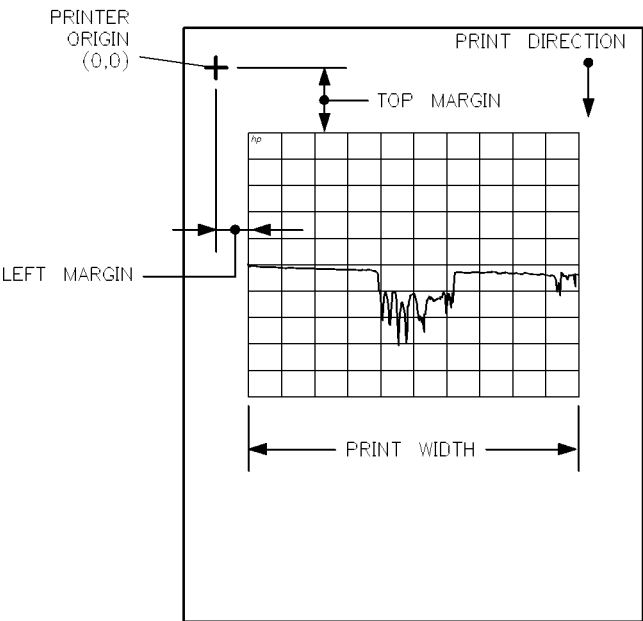 PRINTER
ORIGIN
(0,0)
PRINT DIRECTION
TOP MARGIN
hp
LEFT MARGIN
PRINT WIDTH